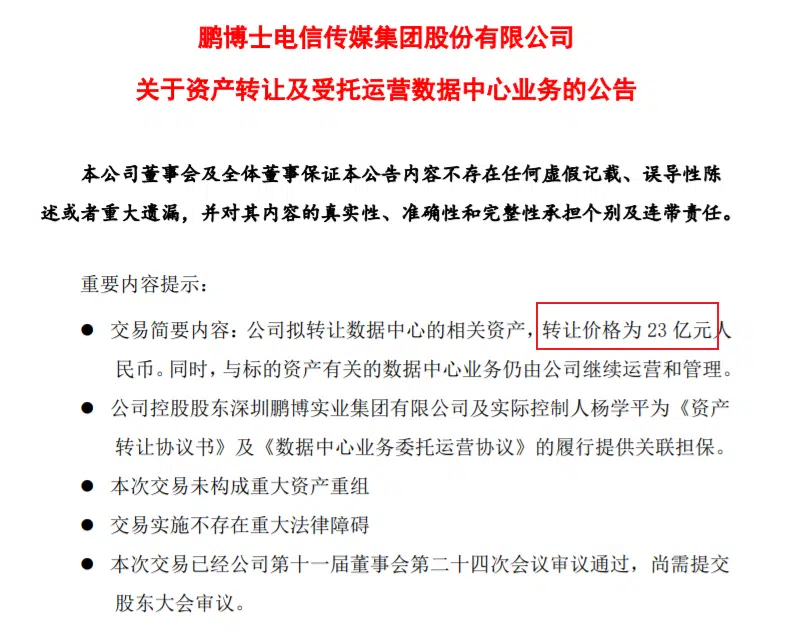 鹏博士电信传媒集团股份有限公司
关于资产转让及受托运营数据中心业务的公告
本公司董事会及全体董事保证本公告内容不存在任何虚假记载、误导性陈
述或者重大遗漏，并对其内容的真实性、准确性和完整性承担个别及连带责任。
重要内容提示：
● 交易简要内容：公司拟转让数据中心的相关资产，转让价格为 23 亿元人
民币。同时，与标的资产有关的数据中心业务仍由公司继续运营和管理。
● 公司控股股东深圳鹏博实业集团有限公司及实际控制人杨学平为《资产
转让协议书》及《数据中心业务委托运营协议》的履行提供关联担保。
● 本次交易未构成重大资产重组
● 交易实施不存在重大法律障碍
● 本次交易已经公司第十一届董事会第二十四次会议审议通过，尚需提交
股东大会审议。